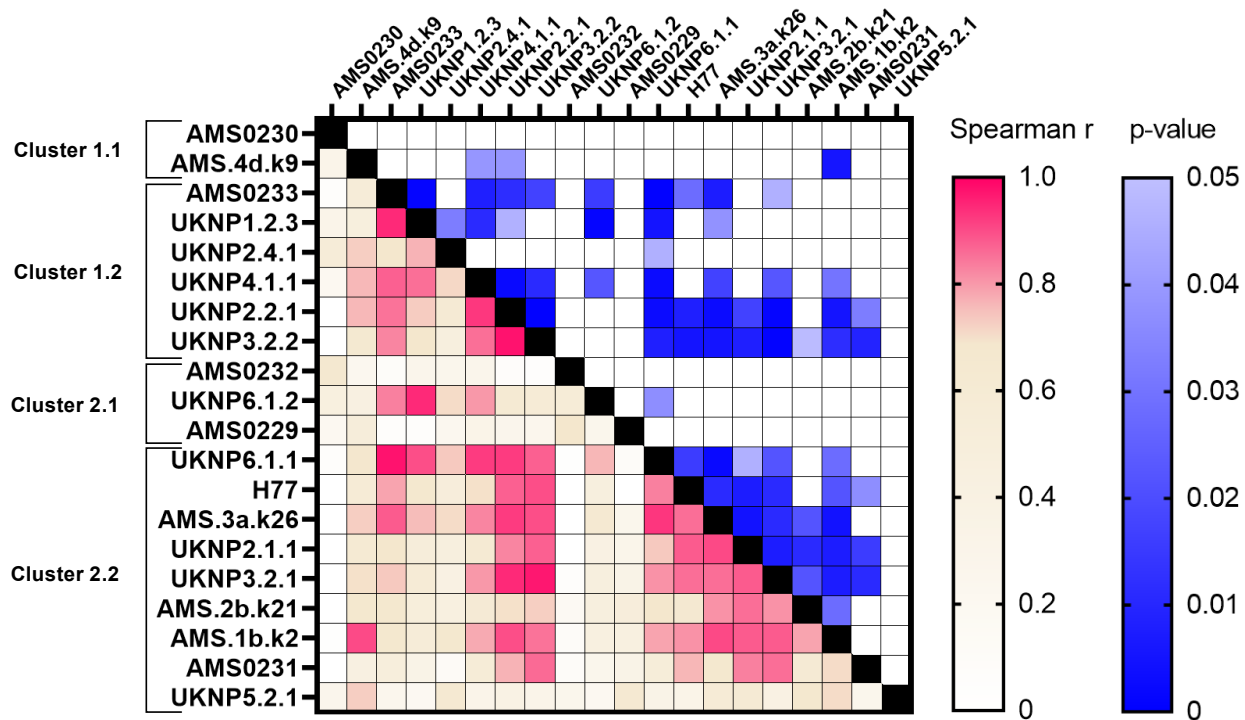 AMS0230
AMS.4d.k9
AMS0233
UKNP1.2.3
UKNP2.4.1
UKNP4.1.1
UKNP2.2.1
UKNP3.2.2
AMS0232
UKNP6.1.2
AMS0229
UKNP6.1.1
H77
AMS.3a.k26
UKNP2.1.1
UKNP3.2.1
AMS.2b.k21
AMS.1b.k2
AMS0231
UKNP5.2.1
Cluster 1.1
AMS0230
AMS.4d.k9
Cluster 1.2
AMS0233
UKNP1.2.3
UKNP2.4.1
UKNP4.1.1
UKNP2.2.1
UKNP3.2.2
Cluster 2.1
AMS0232
UKNP6.1.2
AMS0229
Cluster 2.2
UKNP6.1.1
H77
AMS.3a.k26
UKNP2.1.1
UKNP3.2.1
AMS.2b.k21
AMS.1b.k2
AMS0231
UKNP5.2.1
Spearman r
1.0
0.8
0.6
0.4
0.2
0
p-value
0.05
0.04
0.03
0.02
0.01
0